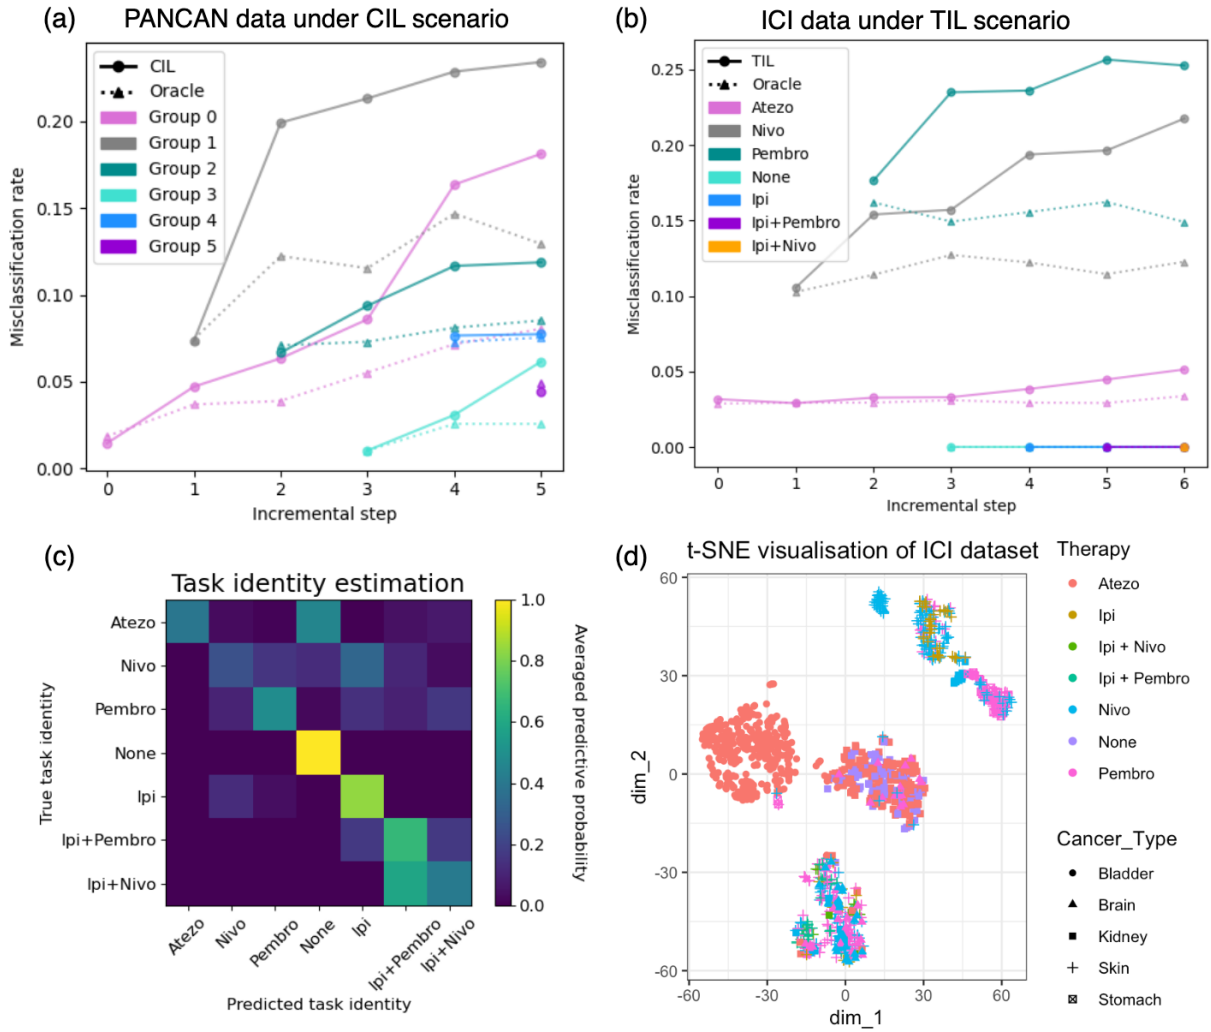 (a)
PANCAN data under CIL scenario
CIL
Oracle
Group 0
Group 1
Group 2
Group 3
Group 4
Group 5
Misclassification rate
0.20
0.15
0.10
0.05
0.00
0 1 2 3 4 5
Incremental step
(b)
ICI data under TIL scenario
TIL
Oracle
Atezo
Nivo
Pembro
None
Ipi
Ipi+Pembro
Ipi+Nivo
Misclassification rate
0.25
0.20
0.15
0.10
0.05
0.00
0 1 2 3 4 5 6
Incremental step
(c)
Task identity estimation
True task identity
Atezo
Nivo
Pembro
None
Ipi
Ipi+Pembro
Ipi+Nivo
Atezo Nivo Pembro None Ipi Ipi+Pembro Ipi+Nivo
Predicted task identity
1.0
0.8
0.6
0.4
0.2
0.0
Averaged predictive probability
(d)
t-SNE visualisation of ICI dataset
dim_2
60
30
0
-30
-60
-60 -30 0 30 60
dim_1
Therapy
Atezo
Ipi
Ipi + Nivo
Ipi + Pembro
Nivo
None
Pembro
Cancer_Type
Bladder
Brain
Kidney
Skin
Stomach